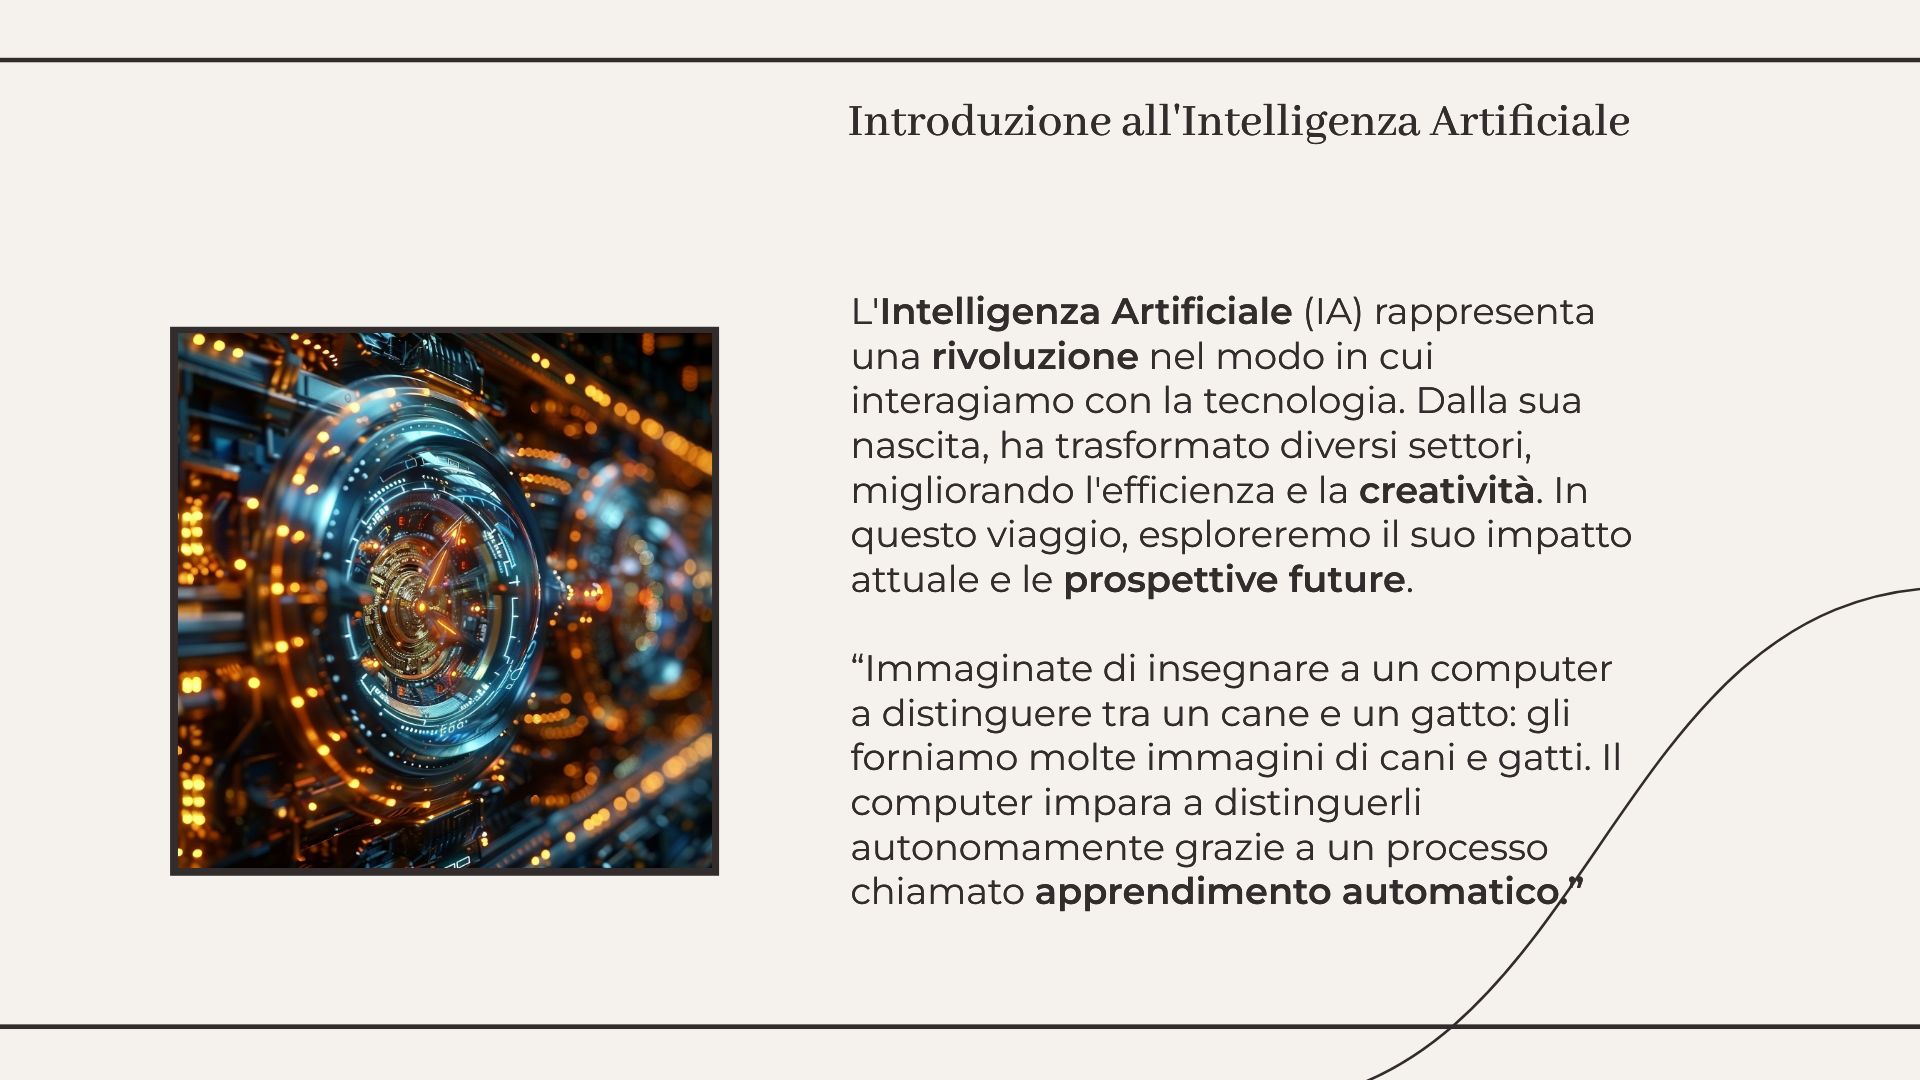 Introduzione all'Intelligenza Artificiale
L'Intelligenza Artificiale (IA) rappresenta
una rivoluzione nel modo in cui
interagiamo con la tecnologia. Dalla sua
nascita, ha trasformato diversi settori,
migliorando l'efficienza e la creatività. In
questo viaggio, esploreremo il suo impatto
attuale e le prospettive future.
“Immaginate di insegnare a un computer
a distinguere tra un cane e un gatto: gli
forniamo molte immagini di cani e gatti. Il
computer impara a distinguerli
autonomamente grazie a un processo
chiamato apprendimento automatico.”